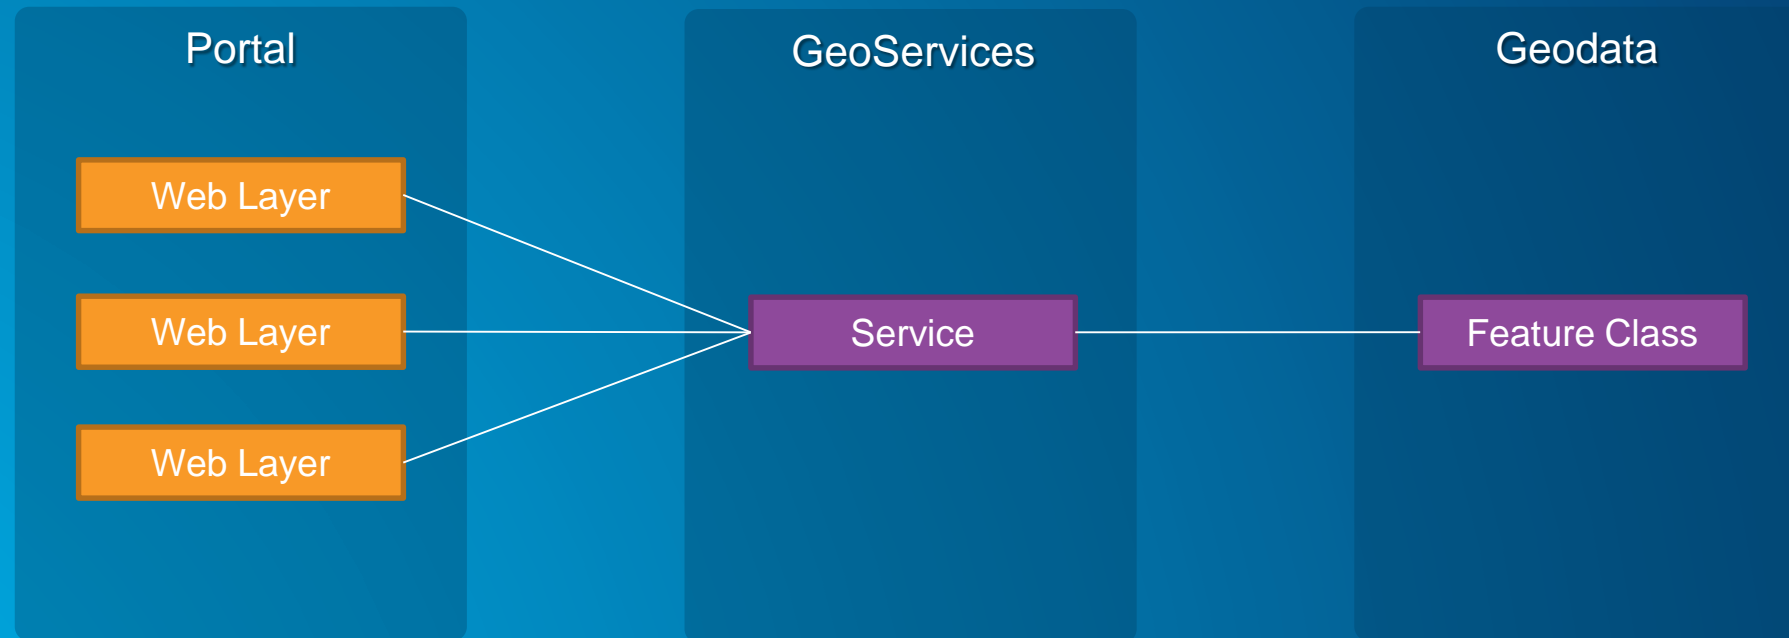 Portal
Web Layer
Web Layer
Web Layer
GeoServices
Service
Geodata
Feature Class